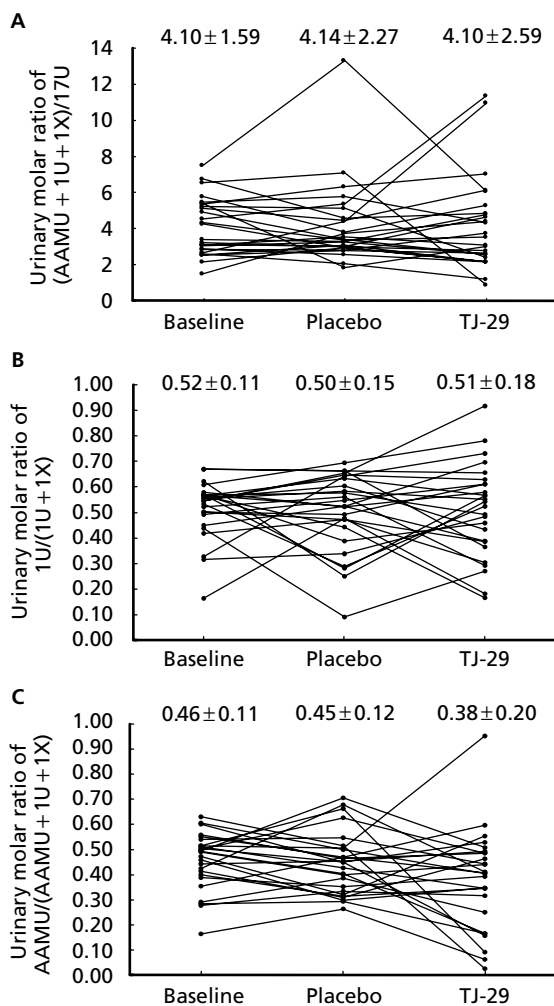 A
4.10±1.59 4.14±2.27 4.10±2.59
Urinary molar ratio of
(AAMU + 1U + 1X)/17U
14
12
10
8
6
4
2
0
Baseline Placebo TJ-29
B
0.52±0.11 0.50±0.15 0.51±0.18
Urinary molar ratio of
1U/(1U+1X)
1.00
0.90
0.80
0.70
0.60
0.50
0.40
0.30
0.20
0.10
0.00
Baseline Placebo TJ-29
C
0.46±0.11 0.45±0.12 0.38±0.20
Urinary molar ratio of
AAMU/(AAMU+1U+1X)
1.00
0.90
0.80
0.70
0.60
0.50
0.40
0.30
0.20
0.10
0.00
Baseline Placebo TJ-29